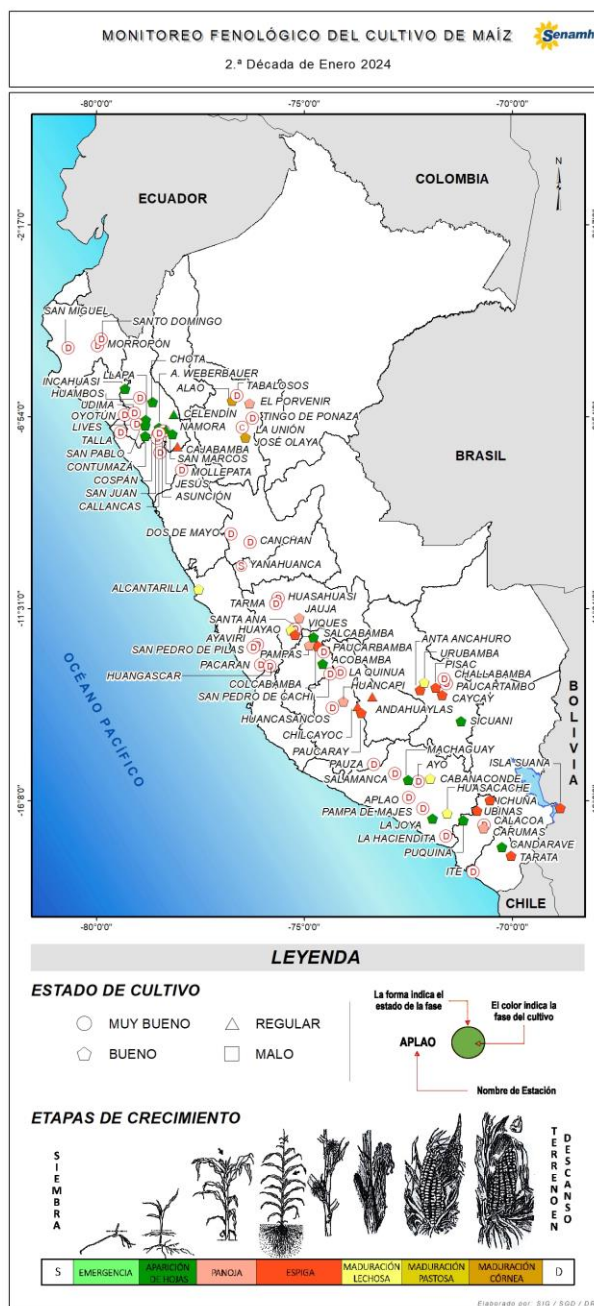 MONITOREO FENOLÓGICO DEL CULTIVO DE MAÍZ
Senamhi
2.ª Década de Enero 2024
-80°0'0"
-75°0'0"
-70°0'0"
N
COLOMBIA
ECUADOR
-2°17'0"
SAN MIGUEL
SANTO DOMINGO
MORROPÓN
CHOTA
LLAPA
A. WEBERBAUER
INCAHUASI
ALAO
TABALOSOS
HUAMBOS
EL PORVENIR
UDIMA
CELENDÍN
TINGO DE PONAZA
-6°54'0"
OYOTÚN
NAMORA
LA UNIÓN
LIVES
CAJABAMBA
JOSÉ OLAYA
TALLA
SAN MARCOS
SAN PABLO
MOLLEPATA
CONTUMAZA
JESÚS
COSPÁN
ASUNCIÓN
SAN JUAN
CALLANCAS
BRASIL
DOS DE MAYO
CANCHAN
YANAHUANCA
ALCANTARILLA
HUASAHUASI
-11°31'0"
TARMA
JAUJA
SANTA ANA
VIQUES
HUAYAO
SALCABAMBA
ANTA ANCAHURO
AYAVIRI
PAUCARBAMBA
URUBAMBA
SAN PEDRO DE PILAS
PAMPAS
ACOBAMBA
PISAC
PACARAN
LA QUINUA
CHALLABAMBA
HUANGASCAR
COLCABAMBA
HUANCAPI
PAUCARTAMBO
SAN PEDRO DE CACHI
CAYCAY
HUANCASANCOS
ANDAHUAYLAS
SICUANI
CHILCAYOC
PAUCARAY
MACHAGUAY
BOLIVIA
OCÉANO PACÍFICO
PAUZA
AYO
ISLA SUANA
SALAMANCA
CABANACONDE
HUASACACHE
-16°8'0"
APLAO
ICHUÑA
PAMPA DE MAJES
UBINAS
LA JOYA
CALACOA
LA HACIENDITA
CARUMAS
PUQUINA
CANDARAVE
TARATA
ITE
CHILE
-80°0'0"
-75°0'0"
-70°0'0"
LEYENDA
ESTADO DE CULTIVO
MUY BUENO
REGULAR
BUENO
MALO
La forma indica el
estado de la fase
El color indica la
fase del cultivo
APLAO
Nombre de Estación
ETAPAS DE CRECIMIENTO
SIEMBRA
TERRENO EN
DESCANSO
S
EMERGENCIA
APARICIÓN
DE HOJAS
PANOJA
ESPIGA
MADURACIÓN
LECHOSA
MADURACIÓN
PASTOSA
MADURACIÓN
CÓRNEA
D
Elaborado por: SIG / SGD /